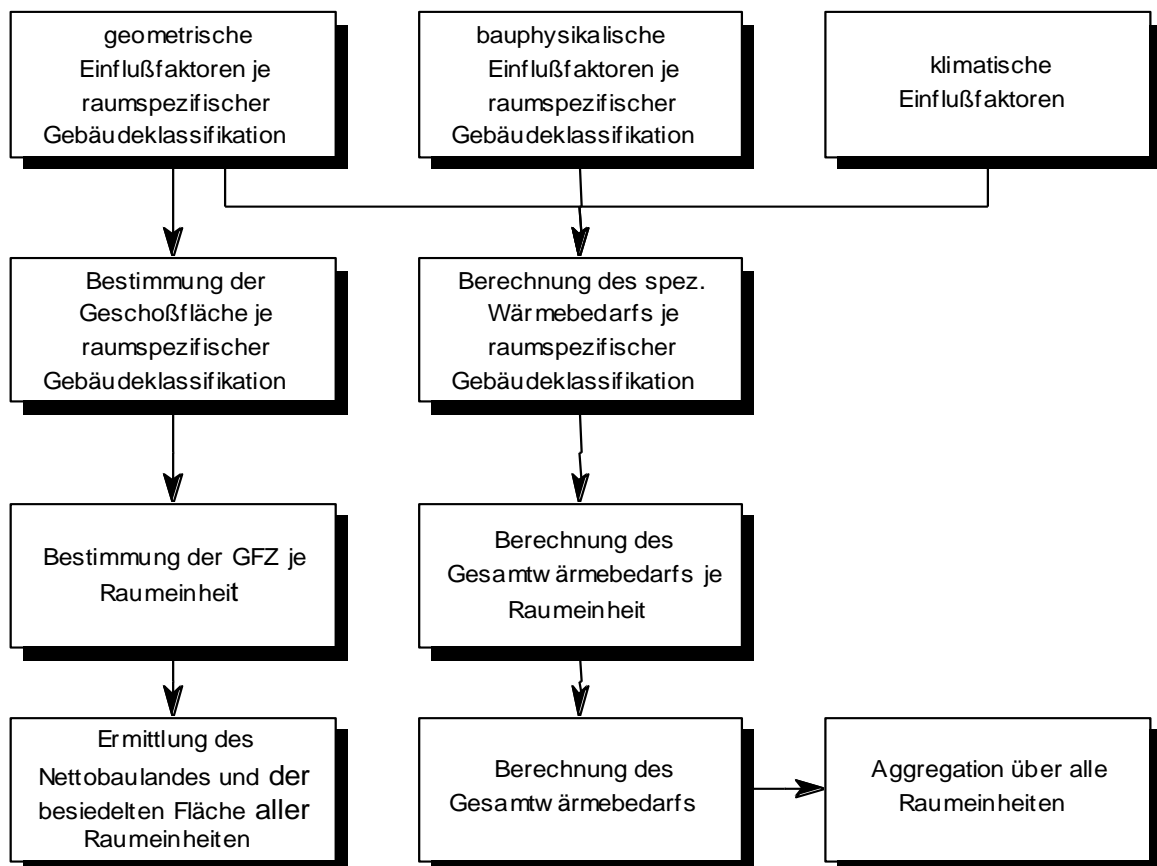 geometrische
Einflußfaktoren je
raumspezifischer
Gebäudeklassifikation
bauphysikalische
Einflußfaktoren je
raumspezifischer
Gebäudeklassifikation
klimatische
Einflußfaktoren
Bestimmung der
Geschoßfläche je
raumspezifischer
Gebäudeklassifikation
Berechnung des spez.
Wärmebedarfs je
raumspezifischer
Gebäudeklassifikation
Bestimmung der GFZ je
Raumeinheit
Berechnung des
Gesamtwärmebedarfs je
Raumeinheit
Ermittlung des
Nettobaulandes und der
besiedelten Fläche aller
Raumeinheiten
Berechnung des
Gesamtwärmebedarfs
Aggregation über alle
Raumeinheiten